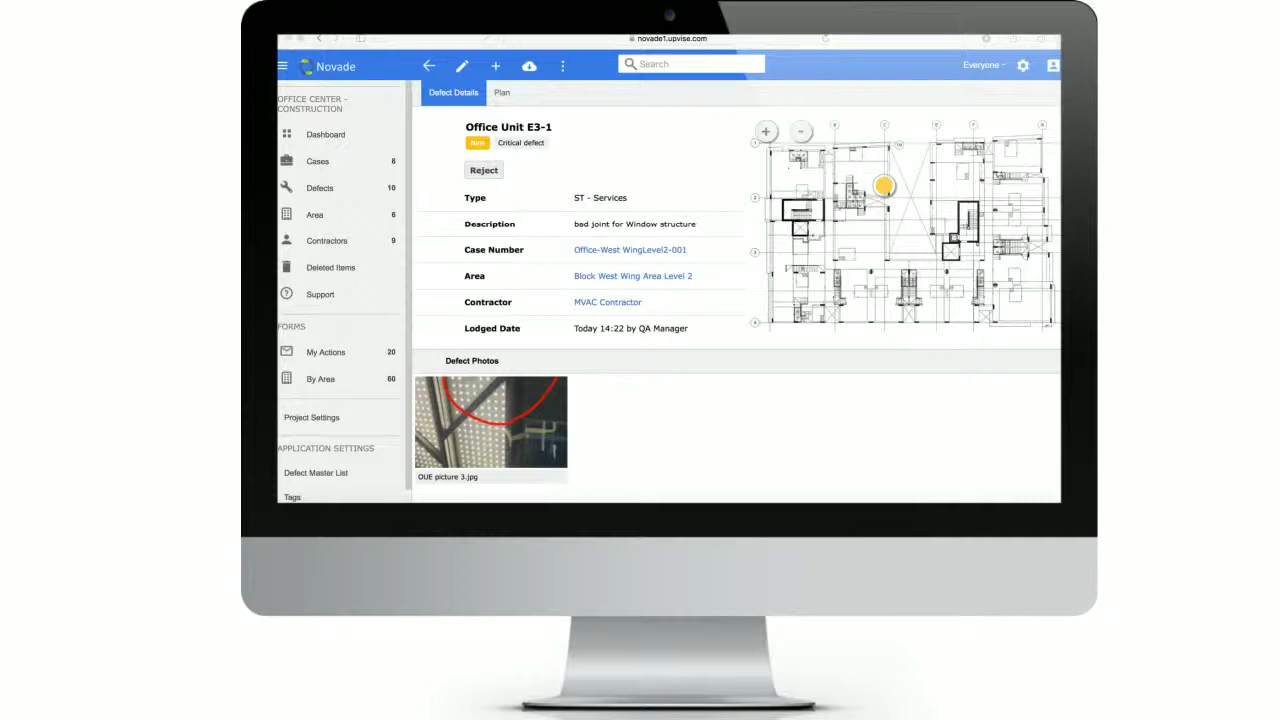 novade1.upvise.com
Novade
Search
Everyone
OFFICE CENTER -
CONSTRUCTION
Dashboard
Cases 8
Defects 10
Area 6
Contractors 9
Deleted Items
Support
FORMS
My Actions 20
By Area 60
Project Settings
APPLICATION SETTINGS
Defect Master List
Tags
Defect Details Plan
Office Unit E3-1
New Critical defect
Reject
Type ST - Services
Description bad joint for Window structure
Case Number Office-West WingLevel2-001
Area Block West Wing Area Level 2
Contractor MVAC Contractor
Lodged Date Today 14:22 by QA Manager
Defect Photos
OUE picture 3.jpg